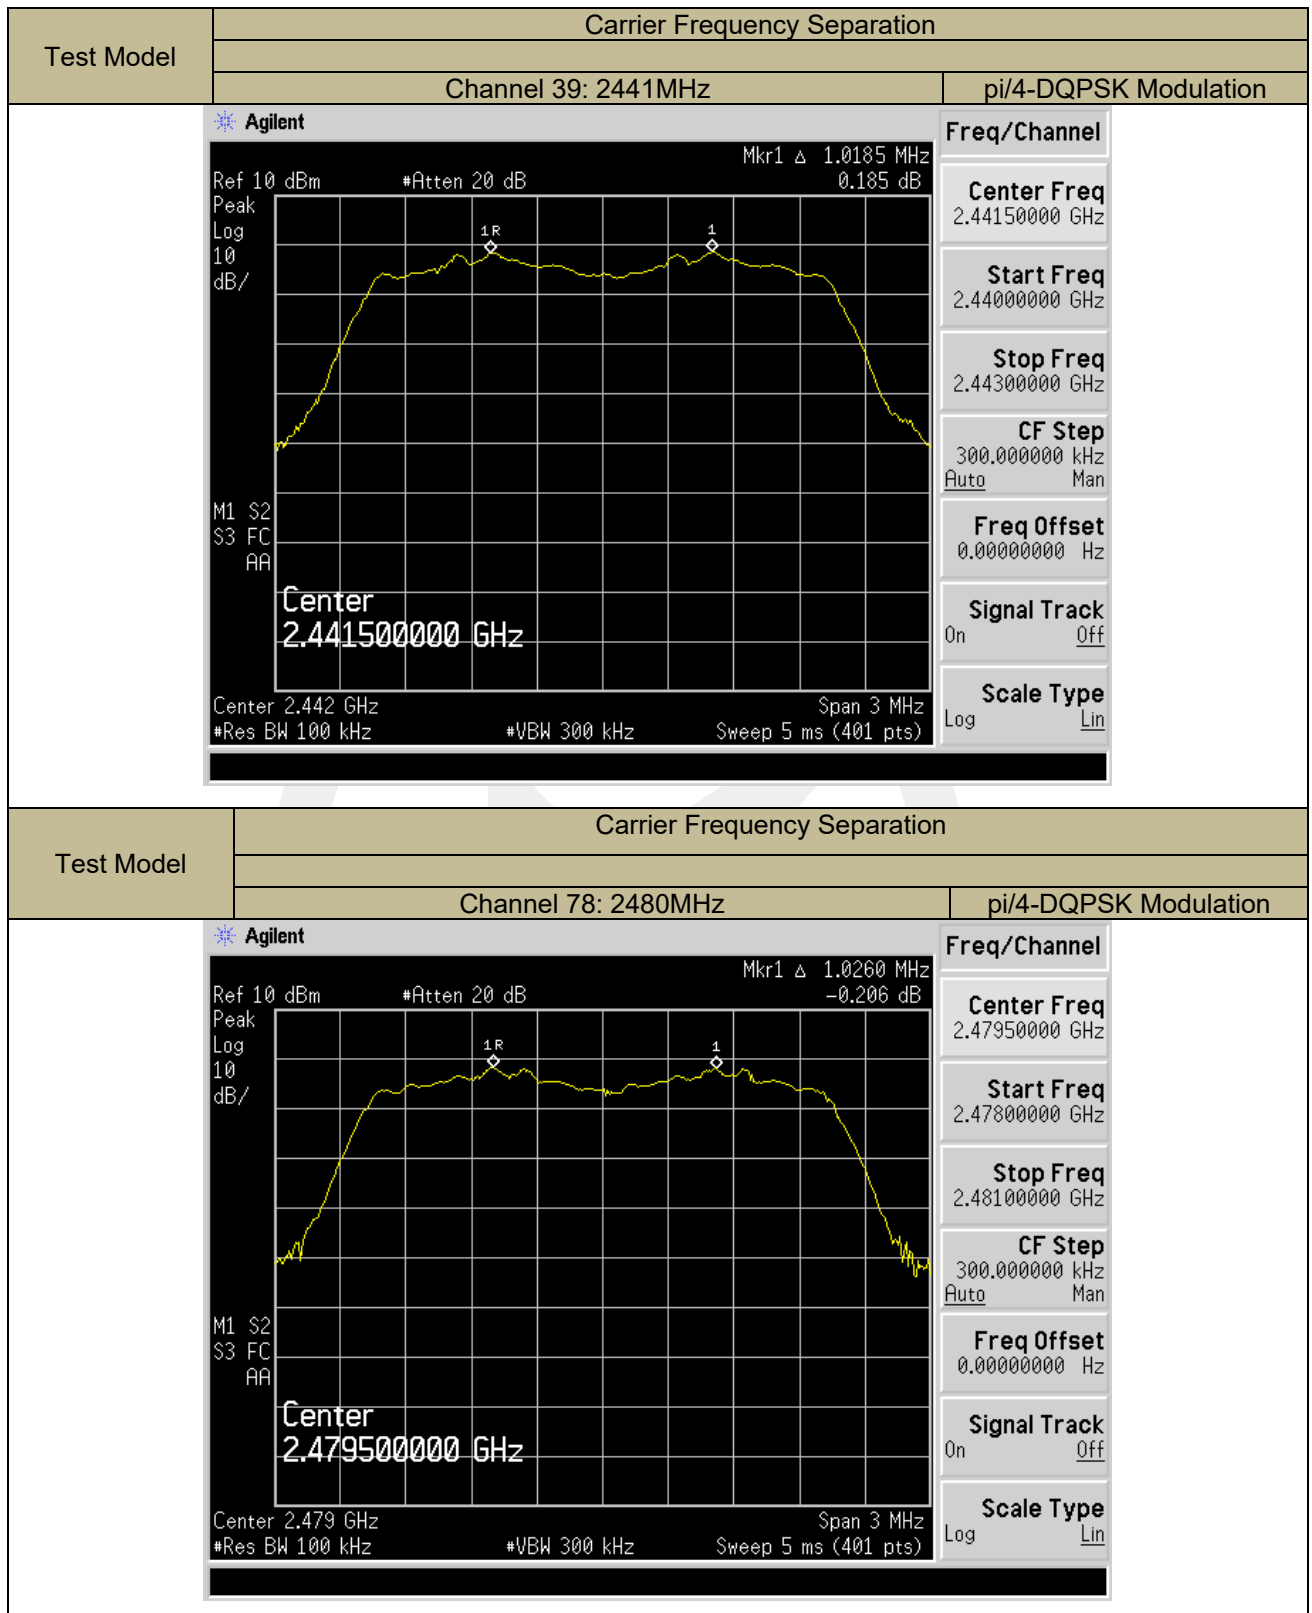 Test Model
Carrier Frequency Separation
Channel 39: 2441MHz
pi/4-DQPSK Modulation
Agilent
Freq/Channel
Mkr1 Δ 1.0185 MHz
Ref 10 dBm #Atten 20 dB 0.185 dB
Peak
Log
10
dB/
1R
1
M1 S2
S3 FC
AA
Center
2.441500000 GHz
Center 2.442 GHz Span 3 MHz
#Res BW 100 kHz #VBW 300 kHz Sweep 5 ms (401 pts)
Center Freq
2.44150000 GHz
Start Freq
2.44000000 GHz
Stop Freq
2.44300000 GHz
CF Step
300.000000 kHz
Auto Man
Freq Offset
0.00000000 Hz
Signal Track
On Off
Scale Type
Log Lin
Test Model
Carrier Frequency Separation
Channel 78: 2480MHz
pi/4-DQPSK Modulation
Agilent
Freq/Channel
Mkr1 Δ 1.0260 MHz
Ref 10 dBm #Atten 20 dB -0.206 dB
Peak
Log
10
dB/
1R
1
M1 S2
S3 FC
AA
Center
2.479500000 GHz
Center 2.479 GHz Span 3 MHz
#Res BW 100 kHz #VBW 300 kHz Sweep 5 ms (401 pts)
Center Freq
2.47950000 GHz
Start Freq
2.47800000 GHz
Stop Freq
2.48100000 GHz
CF Step
300.000000 kHz
Auto Man
Freq Offset
0.00000000 Hz
Signal Track
On Off
Scale Type
Log Lin